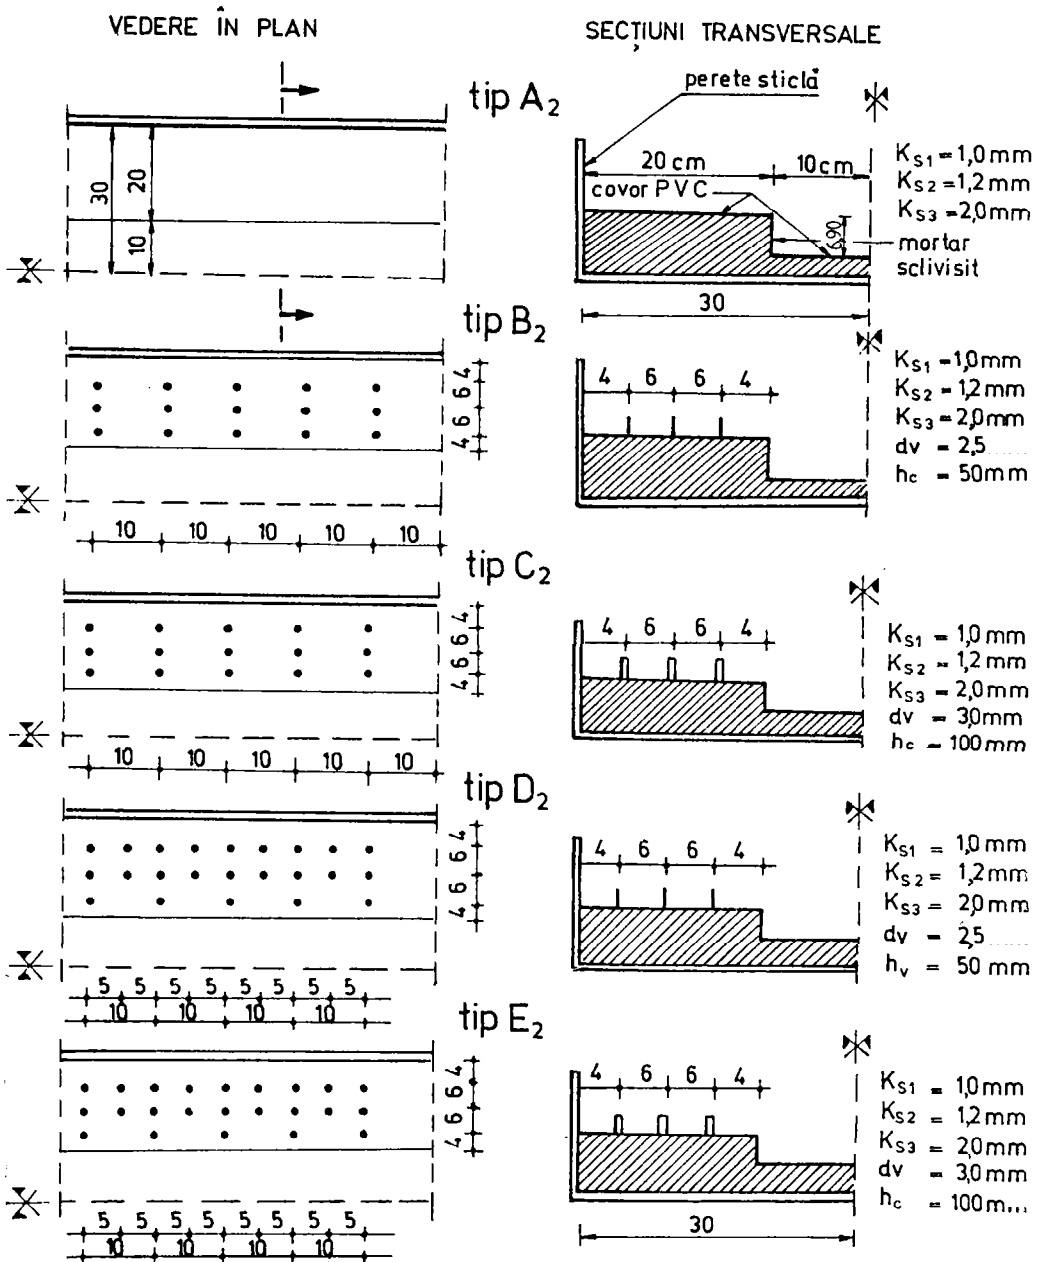 VEDERE ÎN PLAN
SECŢIUNI TRANSVERSALE
tip A2
perete sticlă
30
20
10
20 cm
10 cm
covor PVC
6,90
mortar
sclivisit
30
KS1 = 1,0 mm
KS2 = 1,2 mm
KS3 = 2,0 mm
tip B2
4
6
6
4
10 10 10 10 10
4 6 6 4
KS1 = 1,0 mm
KS2 = 1,2 mm
KS3 = 2,0 mm
dv = 2,5
hc = 50 mm
tip C2
4
6
6
4
10 10 10 10 10
4 6 6 4
KS1 = 1,0 mm
KS2 = 1,2 mm
KS3 = 2,0 mm
dv = 3,0 mm
hc = 100 mm
tip D2
4
6
6
4
5 5 5 5 5 5 5 5
10 10 10 10
4 6 6 4
KS1 = 1,0 mm
KS2 = 1,2 mm
KS3 = 2,0 mm
dv = 2,5
hv = 50 mm
tip E2
4
6
6
4
5 5 5 5 5 5 5 5
10 10 10 10
4 6 6 4
30
KS1 = 1,0 mm
KS2 = 1,2 mm
KS3 = 2,0 mm
dv = 3,0 mm
hc = 100 m